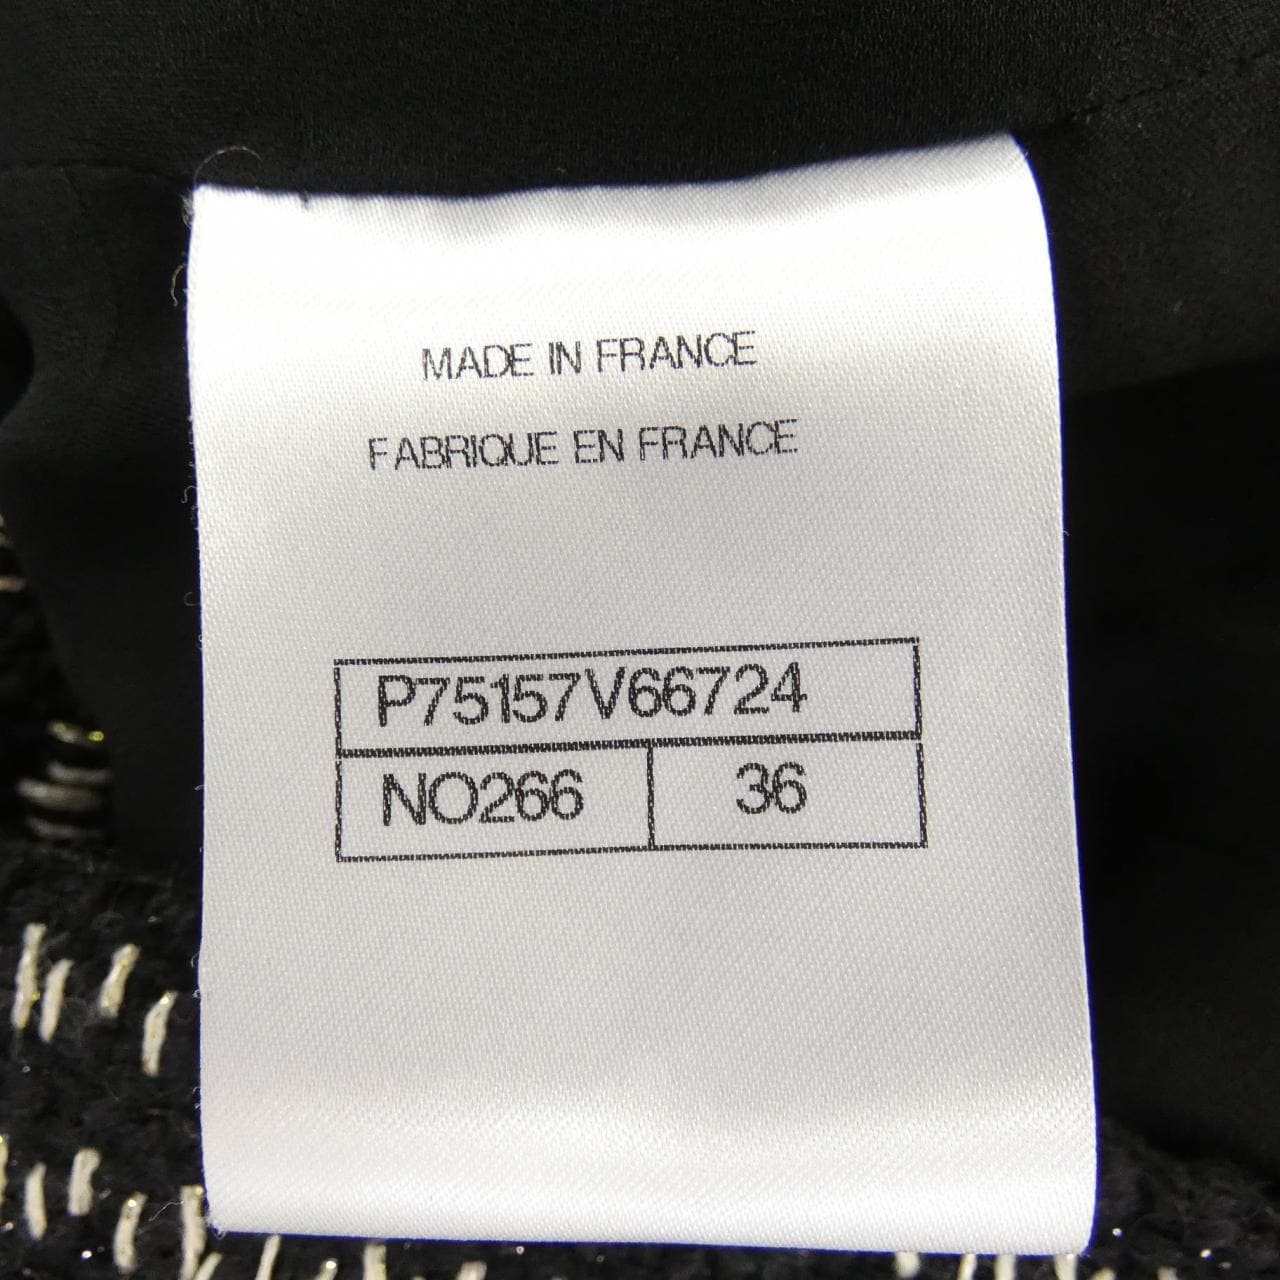 MADE IN FRANCE
FABRIQUE EN FRANCE
P75157V66724
NO266 36